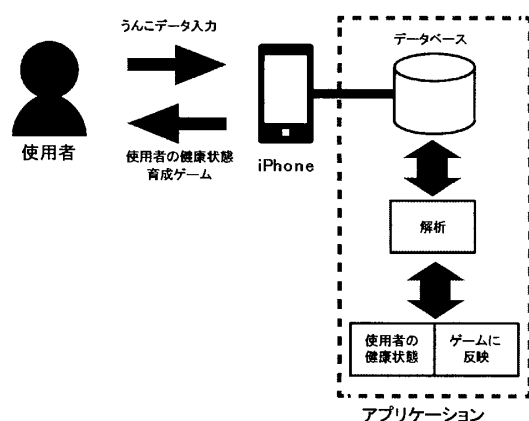 うんこデータ入力
使用者
使用者の健康状態
育成ゲーム
iPhone
データベース
解析
使用者の
健康状態
ゲームに
反映
アプリケーション